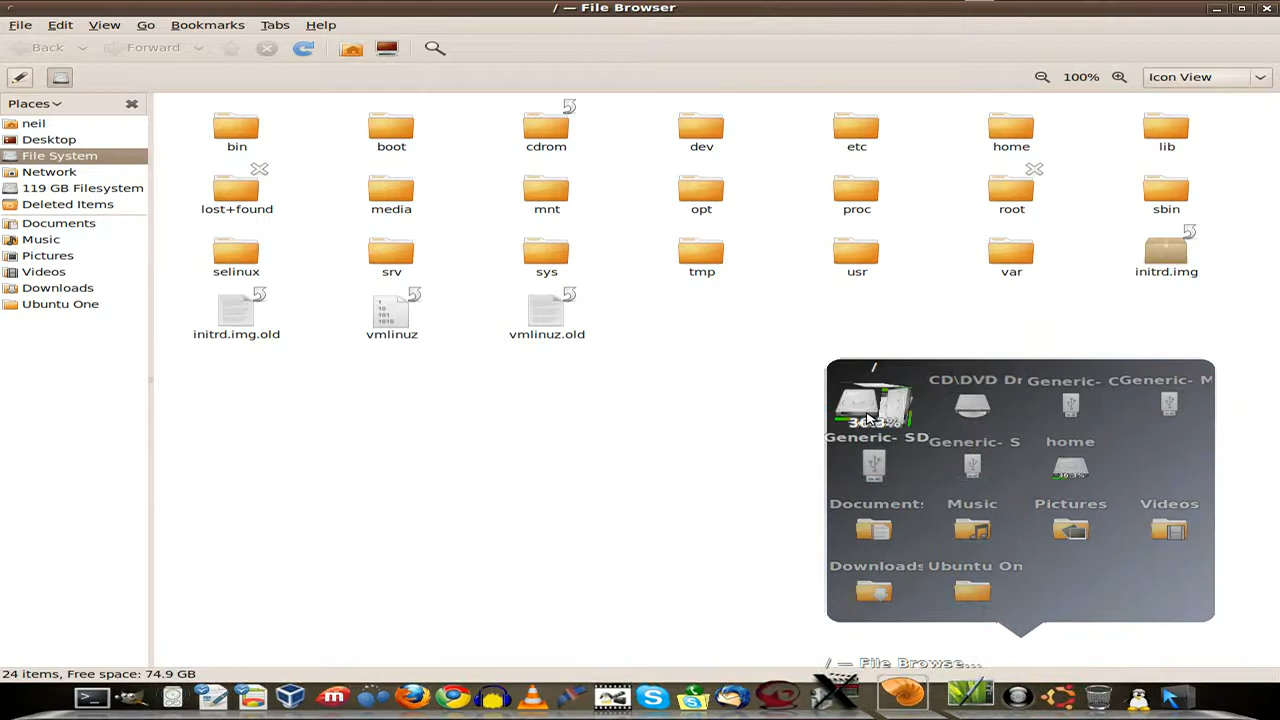 / — File Browser
File Edit View Go Bookmarks Tabs Help
Back Forward
100% Icon View
Places
neil
Desktop
File System
Network
119 GB Filesystem
Deleted Items
Documents
Music
Pictures
Videos
Downloads
Ubuntu One
bin boot cdrom dev etc home lib
lost+found media mnt opt proc root sbin
selinux srv sys tmp usr var initrd.img
initrd.img.old vmlinuz vmlinuz.old
/ CD\DVD Dr Generic- C Generic- M
Generic- SD Generic- S home
Documents Music Pictures Videos
Downloads Ubuntu On
/ — File Browse...
24 items, Free space: 74.9 GB